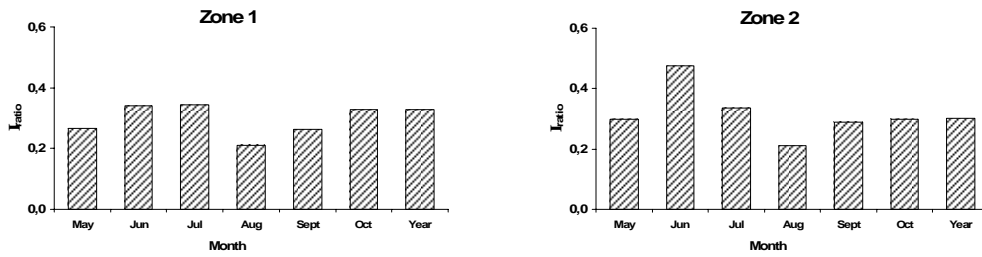 Zone 1
0,6
0,4
0,2
0,0
Iratio
May Jun Jul Aug Sept Oct Year
Month
Zone 2
0,6
0,4
0,2
0,0
Iratio
May Jun Jul Aug Sept Oct Year
Month